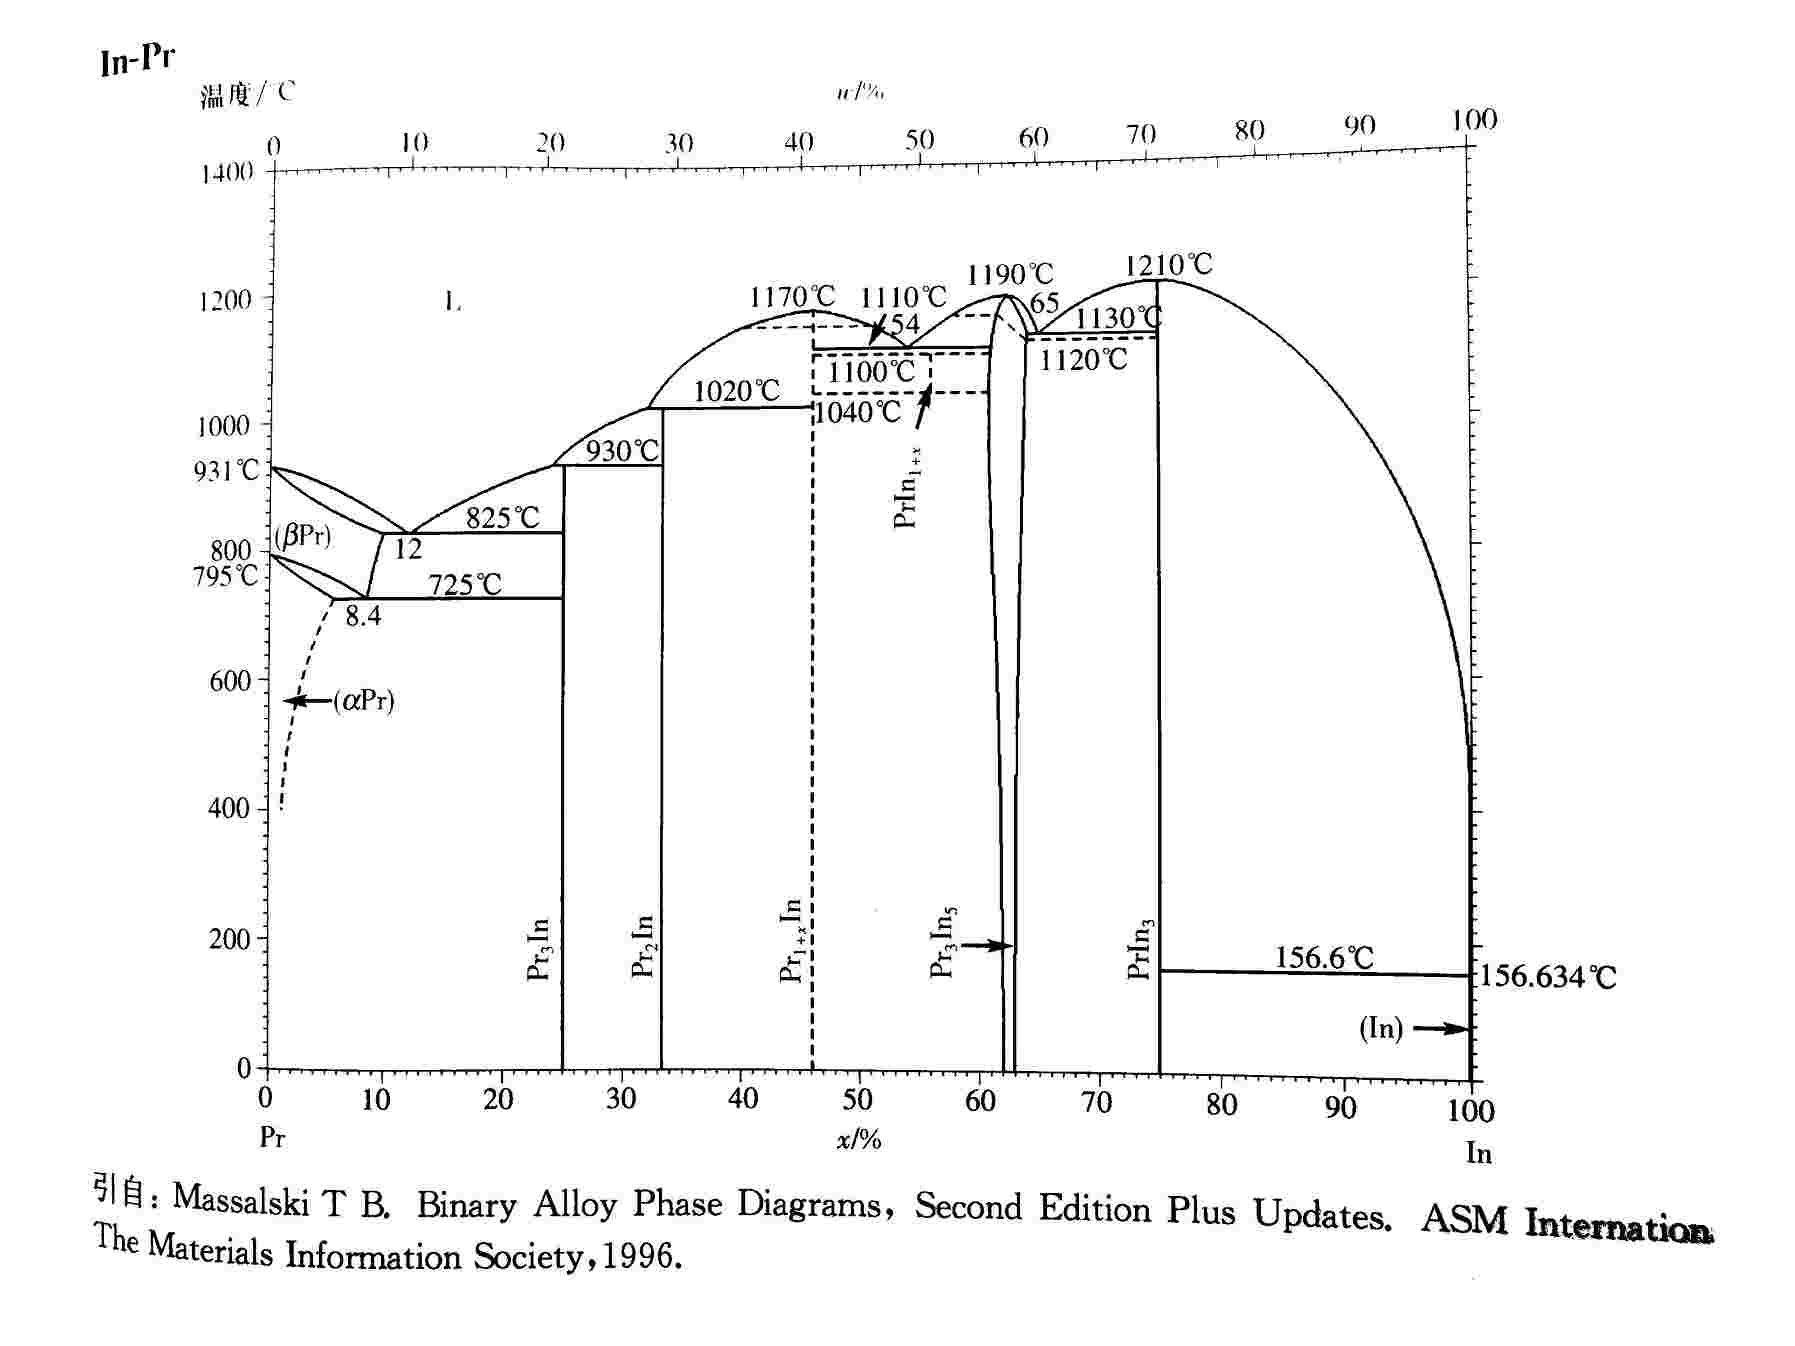 In-Pr
温度/℃
w/%
0 10 20 30 40 50 60 70 80 90 100
1400
1200
1000
931℃
800
795℃
600
400
200
0
L
1170℃
1110℃
54
1190℃
65
1210℃
1130℃
1120℃
1100℃
1040℃
1020℃
930℃
825℃
12
(βPr)
725℃
8.4
(αPr)
PrIn₁₊ₓ
Pr₃In
Pr₂In
Pr₁₊ₓIn
Pr₃In₅
PrIn₃
156.6℃
156.634℃
(In)
0 10 20 30 40 50 60 70 80 90 100
Pr
x/%
In
引自: Massalski T B. Binary Alloy Phase Diagrams, Second Edition Plus Updates. ASM Internation
The Materials Information Society,1996.